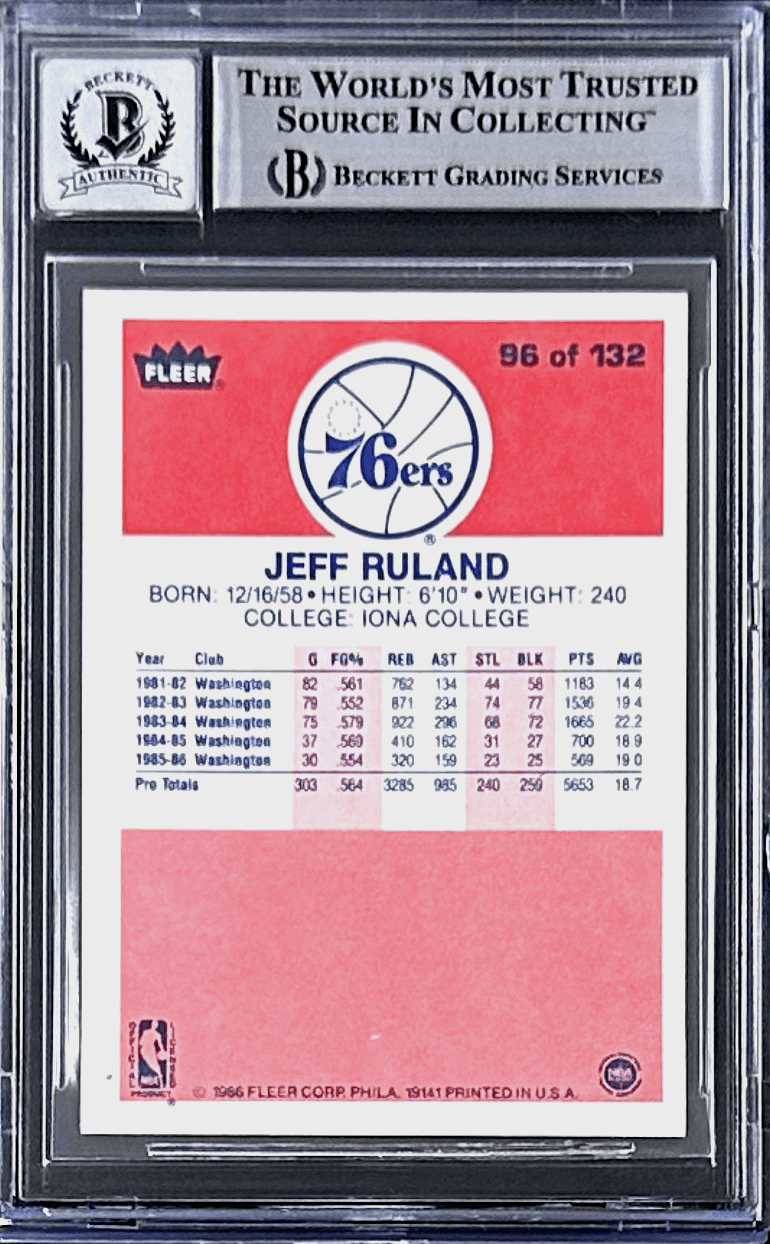 BECKETT
B
AUTHENTIC
THE WORLD'S MOST TRUSTED
SOURCE IN COLLECTING™
(B) BECKETT GRADING SERVICES
FLEER®
96 of 132
76ers
®
JEFF RULAND
BORN: 12/16/58 • HEIGHT: 6'10" • WEIGHT: 240
COLLEGE: IONA COLLEGE
Year Club G FG% REB AST STL BLK PTS AVG
1981-82 Washington 82 .561 762 134 44 58 1183 14.4
1982-83 Washington 79 .552 871 234 74 77 1536 19.4
1983-84 Washington 75 .579 922 296 68 72 1665 22.2
1984-85 Washington 37 .569 410 162 31 27 700 18.9
1985-86 Washington 30 .554 320 159 23 25 569 19.0
Pro Totals 303 .564 3285 985 240 259 5653 18.7
OFFICIAL LICENSED
NBA
PRODUCT
®
© 1986 FLEER CORP. PHILA. 19141 PRINTED IN U.S.A.
NBA